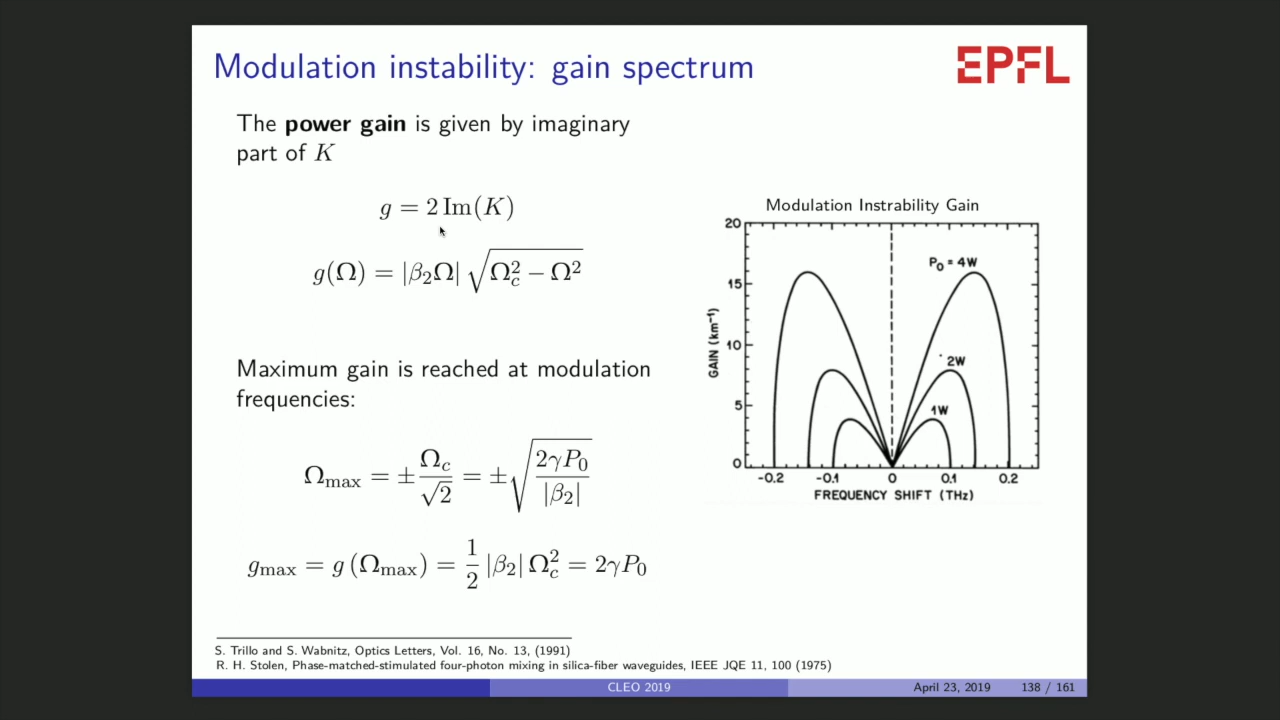 Modulation instability: gain spectrum
EPFL
The power gain is given by imaginary
part of K
g = 2 Im(K)
g(Ω) = |β₂Ω| √(Ω_c² − Ω²)
Maximum gain is reached at modulation
frequencies:
Ω_max = ± Ω_c/√2 = ± √(2γP₀/|β₂|)
g_max = g (Ω_max) = 1/2 |β₂| Ω_c² = 2γP₀
Modulation Instrability Gain
20
15
10
5
0
GAIN (km⁻¹)
P₀ = 4W
2W
1W
-0.2 -0.1 0 0.1 0.2
FREQUENCY SHIFT (THz)
S. Trillo and S. Wabnitz, Optics Letters, Vol. 16, No. 13, (1991)
R. H. Stolen, Phase-matched-stimulated four-photon mixing in silica-fiber waveguides, IEEE JQE 11, 100 (1975)
CLEO 2019 April 23, 2019 138 / 161